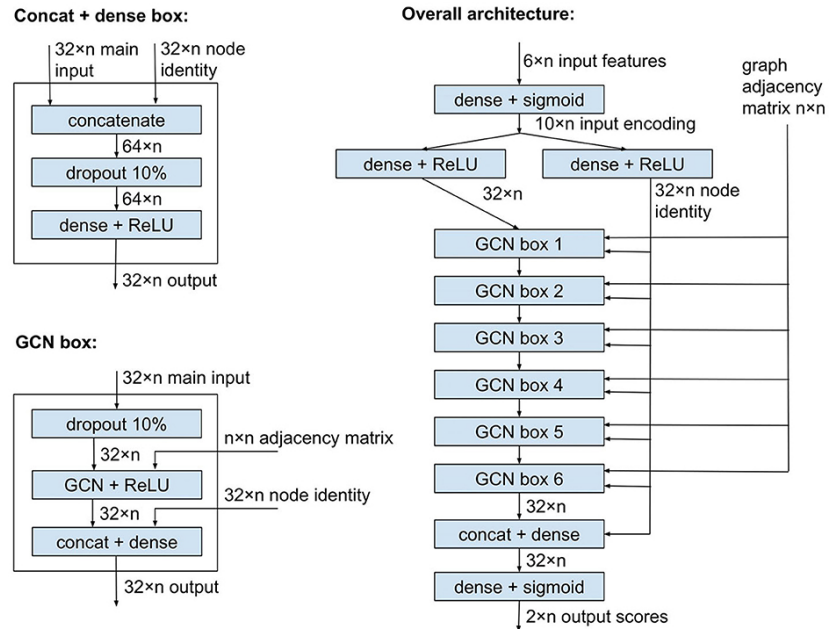 Concat + dense box:
32×n main
input
32×n node
identity
concatenate
64×n
dropout 10%
64×n
dense + ReLU
32×n output
GCN box:
32×n main input
dropout 10%
32×n
n×n adjacency matrix
GCN + ReLU
32×n
32×n node identity
concat + dense
32×n output
Overall architecture:
6×n input features
graph
adjacency
matrix n×n
dense + sigmoid
10×n input encoding
dense + ReLU
dense + ReLU
32×n
32×n node
identity
GCN box 1
GCN box 2
GCN box 3
GCN box 4
GCN box 5
GCN box 6
32×n
concat + dense
32×n
dense + sigmoid
2×n output scores